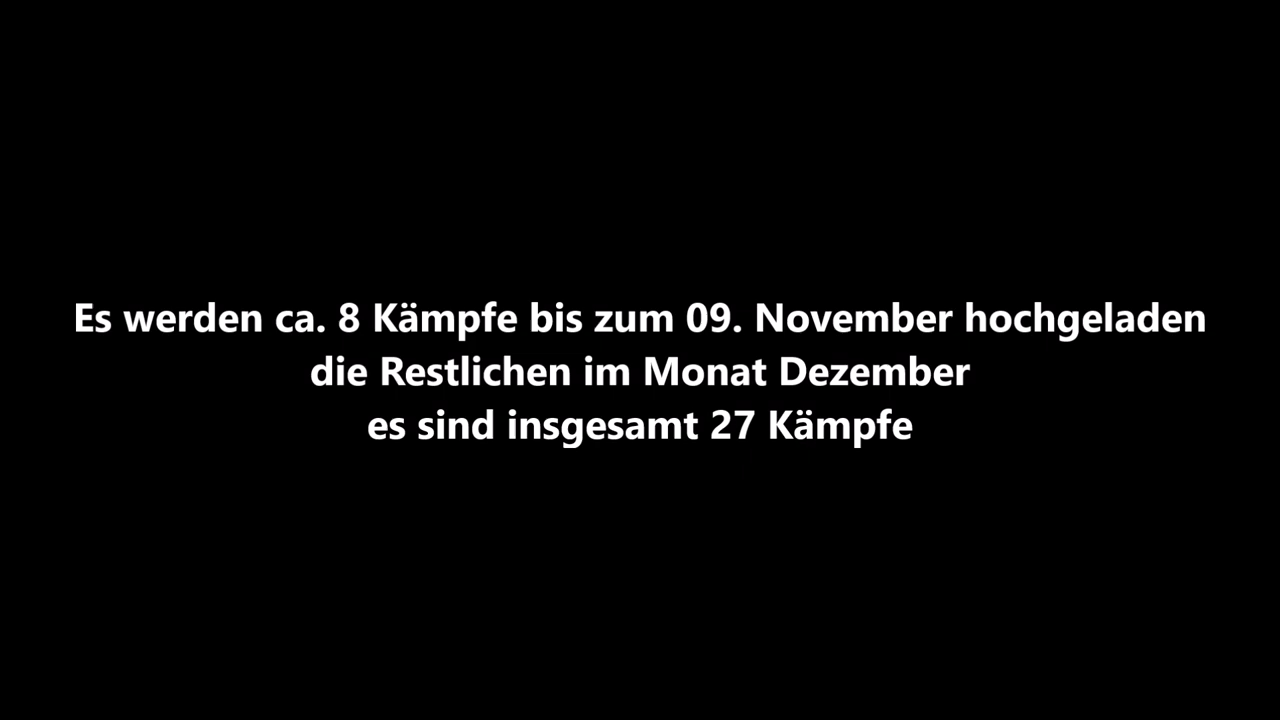 Es werden ca. 8 Kämpfe bis zum 09. November hochgeladen
die Restlichen im Monat Dezember
es sind insgesamt 27 Kämpfe